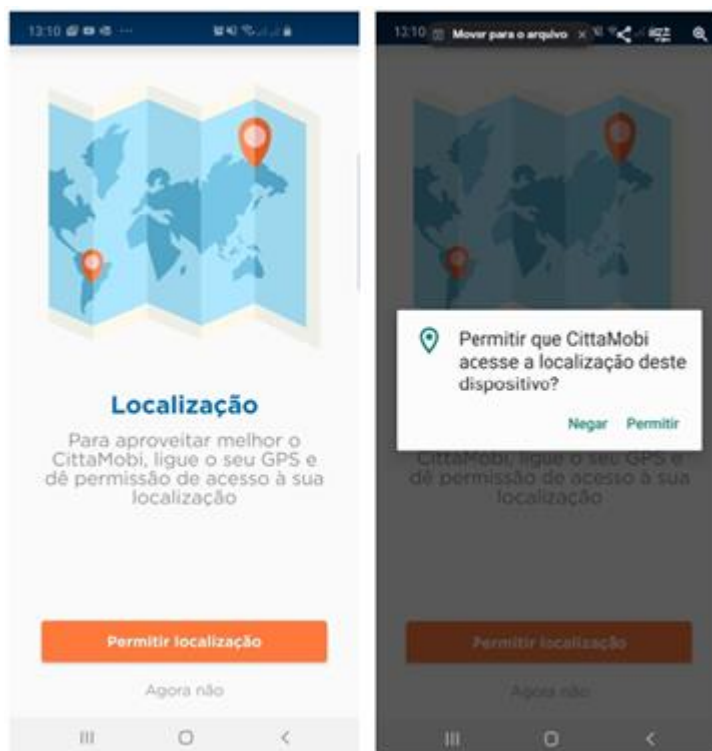 13:10
Localização
Para aproveitar melhor o
CittaMobi, ligue o seu GPS e
dê permissão de acesso à sua
localização
Permitir localização
Agora não
13:10
Mover para o arquivo
Permitir que CittaMobi
acesse a localização deste
dispositivo?
Negar Permitir
CittaMobi, ligue o seu GPS e
dê permissão de acesso à sua
localização
Permitir localização
Agora não